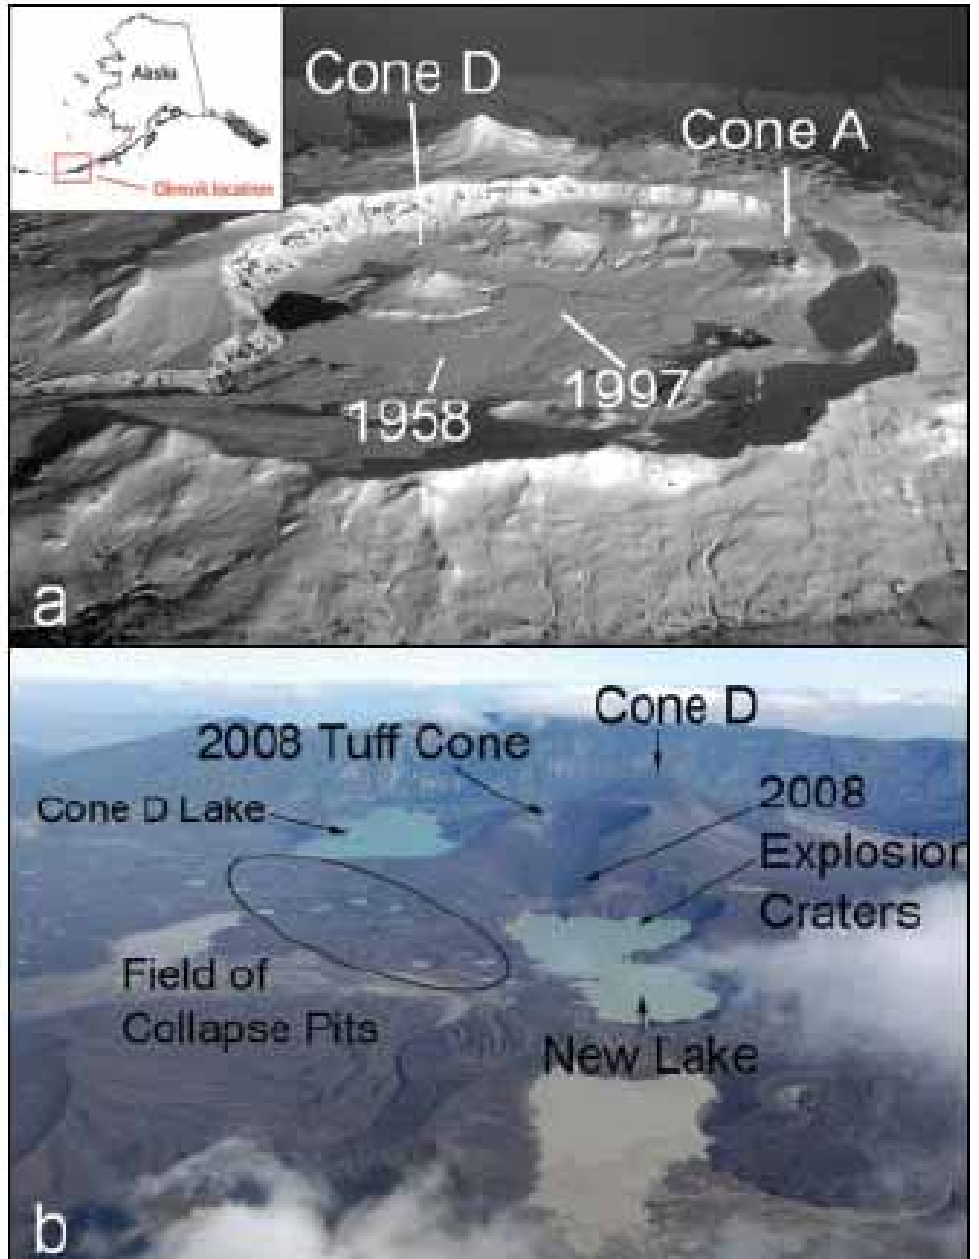 Alaska
Okmok location
Cone D
Cone A
1997
1958
a
Cone D
2008 Tuff Cone
2008
Cone D Lake
Explosion
Craters
Field of
Collapse Pits
New Lake
b